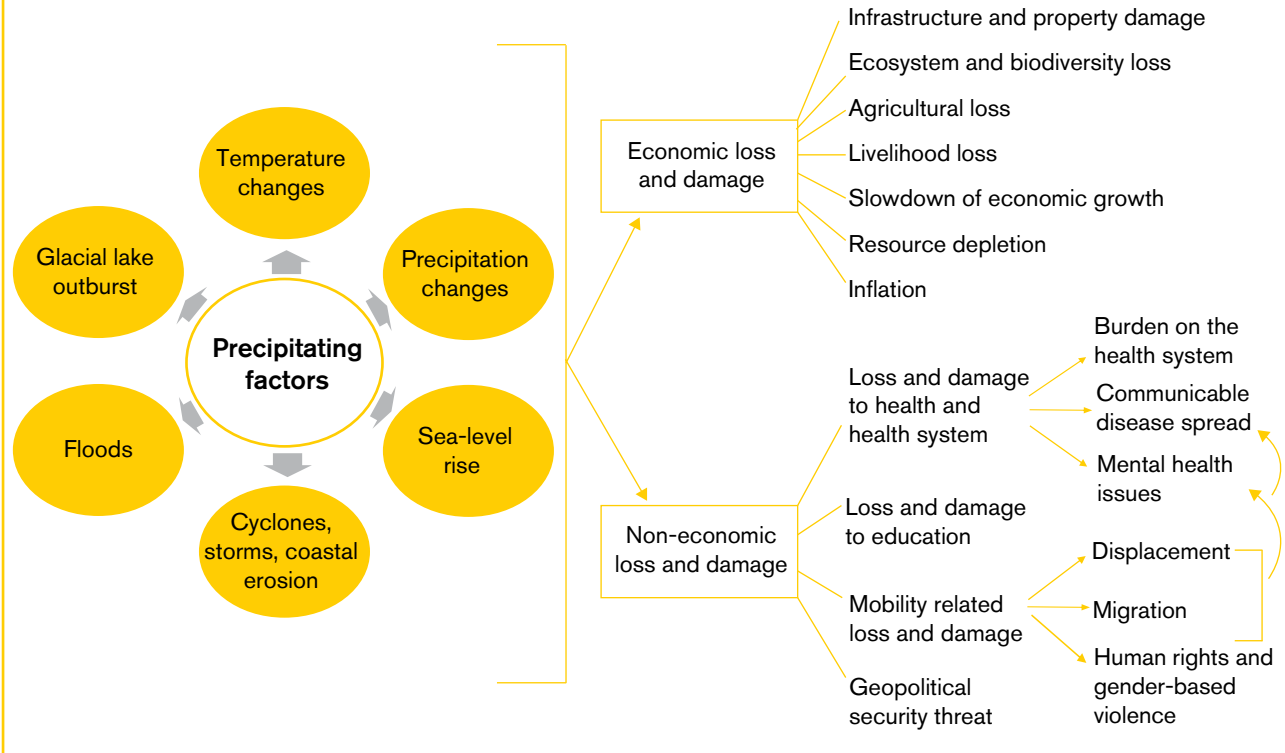 Temperature
changes
Glacial lake
outburst
Precipitation
changes
Precipitating
factors
Floods
Sea-level
rise
Cyclones,
storms, coastal
erosion
Economic loss
and damage
Infrastructure and property damage
Ecosystem and biodiversity loss
Agricultural loss
Livelihood loss
Slowdown of economic growth
Resource depletion
Inflation
Non-economic
loss and damage
Loss and damage
to health and
health system
Burden on the
health system
Communicable
disease spread
Mental health
issues
Loss and damage
to education
Mobility related
loss and damage
Displacement
Migration
Human rights and
gender-based
violence
Geopolitical
security threat